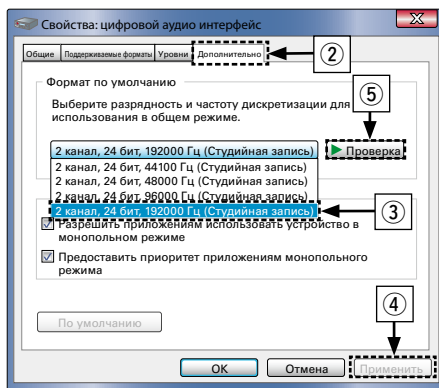 Свойства: цифровой аудио интерфейс
X
Общие Поддерживаемые форматы Уровни Дополнительно
2
Формат по умолчанию
Выберите разрядность и частоту дискретизации для
использования в общем режиме.
5
2 канал, 24 бит, 192000 Гц (Студийная запись)
Проверка
2 канал, 24 бит, 44100 Гц (Студийная запись)
2 канал, 24 бит, 48000 Гц (Студийная запись)
2 канал, 24 бит, 96000 Гц (Студийная запись)
2 канал, 24 бит, 192000 Гц (Студийная запись)
3
Разрешить приложениям использовать устройство в
монопольном режиме
Предоставить приоритет приложениям монопольного
режима
4
По умолчанию
ОК Отмена Применить